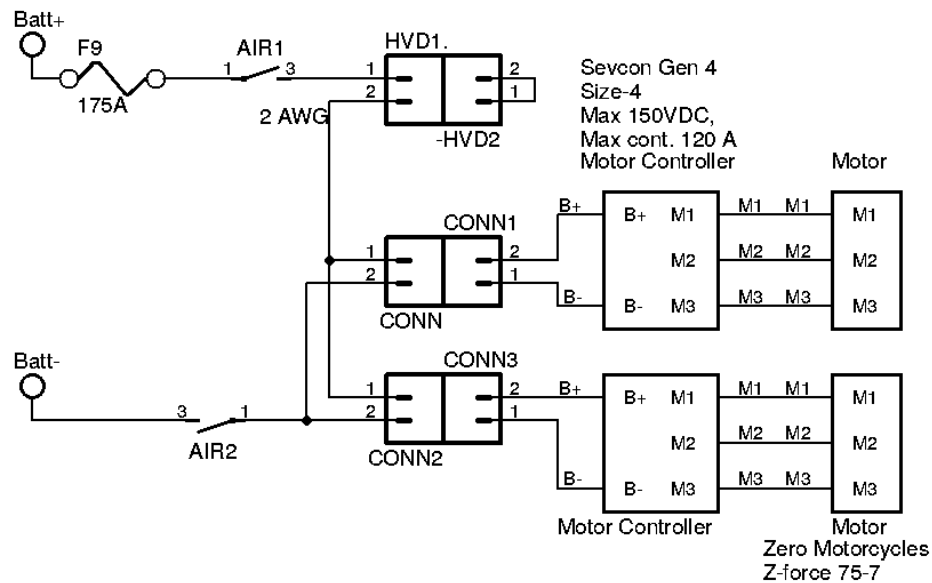 Batt+
F9
175A
AIR1
1 3
2 AWG
HVD1.
1 2
2 1
-HVD2
Sevcon Gen 4
Size-4
Max 150VDC,
Max cont. 120 A
Motor Controller
Motor
CONN1
1 2
2 1
CONN
B+
B-
B+ M1
M2
B- M3
M1 M1
M2 M2
M3 M3
M1
M2
M3
Batt-
3 1
AIR2
CONN3
1 2
2 1
CONN2
B+
B-
B+ M1
M2
B- M3
M1 M1
M2 M2
M3 M3
M1
M2
M3
Motor Controller
Motor
Zero Motorcycles
Z-force 75-7